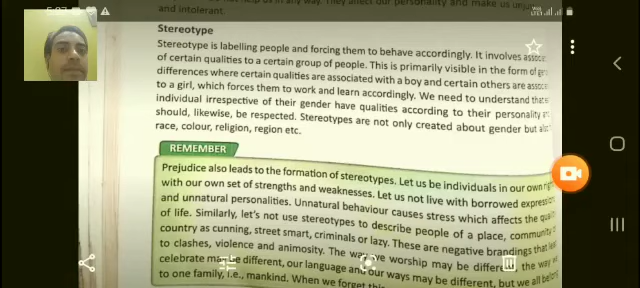 and intolerant.
Stereotype
Stereotype is labelling people and forcing them to behave accordingly. It involves
of certain qualities to a certain group of people. This is primarily visible in the form of
differences where certain qualities are associated with a boy and certain others are
to a girl, which forces them to work and learn accordingly. We need to understand that
individual irrespective of their gender have qualities according to their personality
should, likewise, be respected. Stereotypes are not only created about gender but
race, colour, religion, region etc.
REMEMBER
Prejudice also leads to the formation of stereotypes. Let us be individuals in our own
with our own set of strengths and weaknesses. Let us not live with borrowed
and unnatural personalities. Unnatural behaviour causes stress which affects the
of life. Similarly, let's not use stereotypes to describe people of a place, community
country as cunning, street smart, criminals or lazy. These are negative brandings that
to clashes, violence and animosity. The way we worship may be different, the way
celebrate may be different, our language and our ways may be different, but we all
to one family, i.e., mankind. When we forget